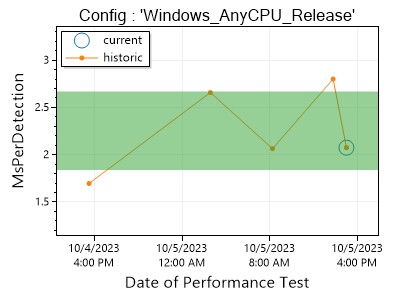 Config : 'Windows_AnyCPU_Release'
current
historic
MsPerDetection
3
2.5
2
1.5
10/4/2023 10/5/2023 10/5/2023 10/5/2023
4:00 PM 12:00 AM 8:00 AM 4:00 PM
Date of Performance Test